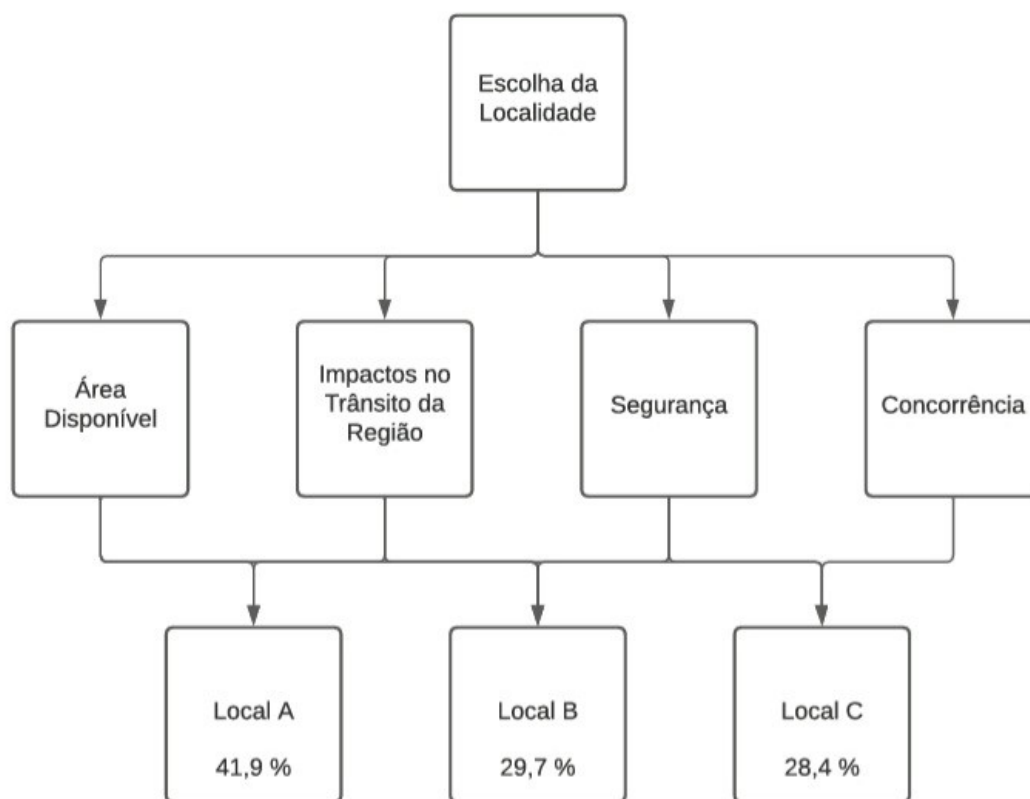 Escolha da
Localidade
Área
Disponível
Impactos no
Trânsito da
Região
Segurança
Concorrência
Local A
41,9 %
Local B
29,7 %
Local C
28,4 %